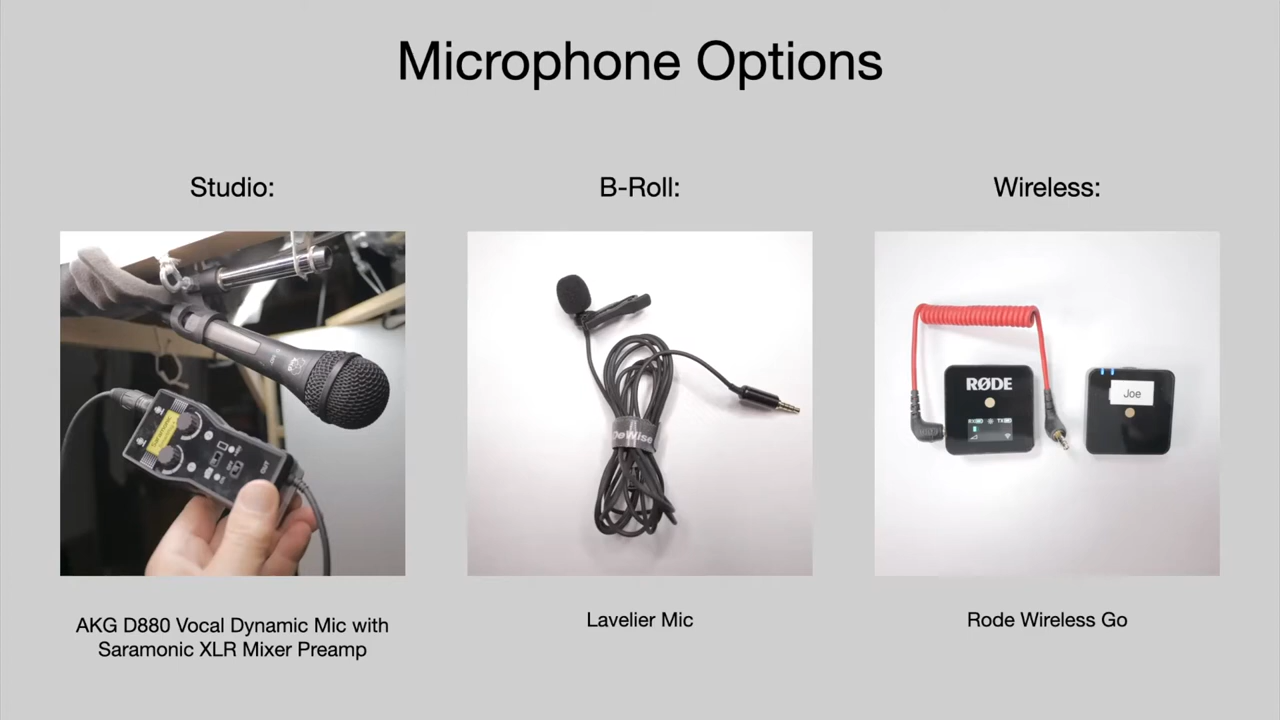 Microphone Options
Studio:
B-Roll:
Wireless:
RØDE
Joe
AKG D880 Vocal Dynamic Mic with
Saramonic XLR Mixer Preamp
Lavelier Mic
Rode Wireless Go